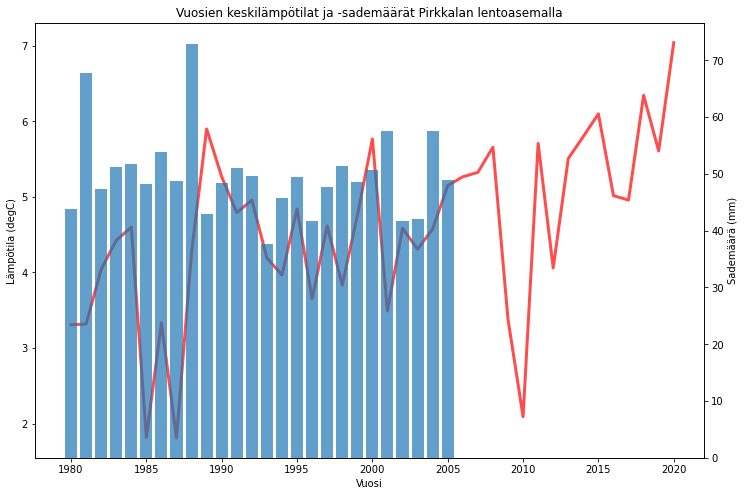 Vuosien keskilämpötilat ja -sademäärät Pirkkalan lentoasemalla
Lämpötila (degC)
7
6
5
4
3
2
70
60
50
40
30
20
10
0
Sademäärä (mm)
1980 1985 1990 1995 2000 2005 2010 2015 2020
Vuosi